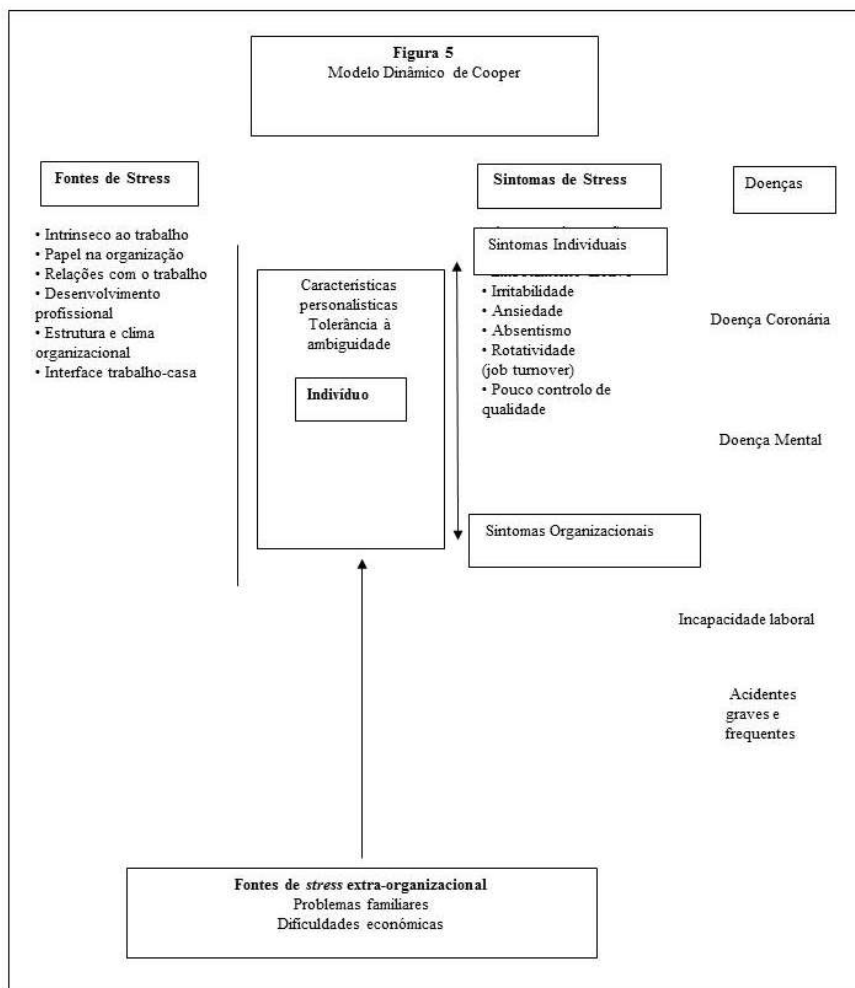 Figura 5
Modelo Dinâmico de Cooper
Fontes de Stress
• Intrinseco ao trabalho
• Papel na organização
• Relações com o trabalho
• Desenvolvimento
profissional
• Estrutura e clima
organizacional
• Interface trabalho-casa
Características
personalísticas
Tolerância à
ambiguidade
Indivíduo
Sintomas de Stress
Sintomas Individuais
• Irritabilidade
• Ansiedade
• Absentismo
• Rotatividade
(job turnover)
• Pouco controlo de
qualidade
Sintomas Organizacionais
Doenças
Doença Coronária
Doença Mental
Incapacidade laboral
Acidentes
graves e
frequentes
Fontes de stress extra-organizacional
Problemas familiares
Dificuldades económicas